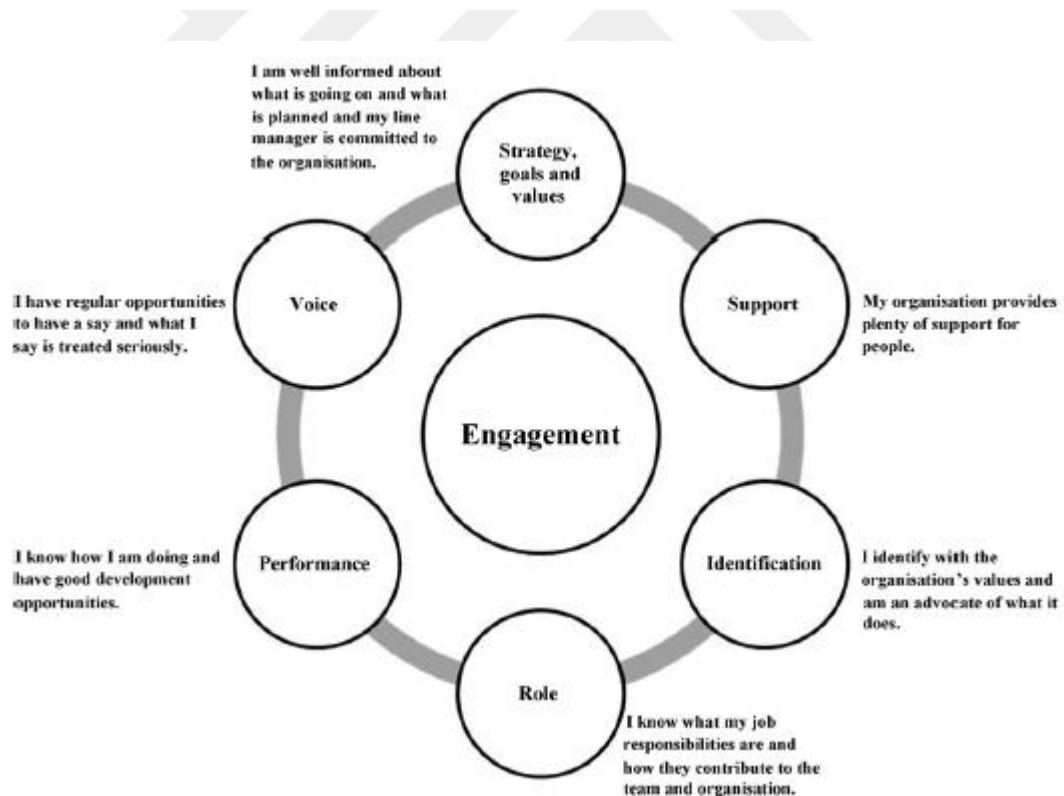 I am well informed about
what is going on and what
is planned and my line
manager is committed to
the organisation.
Strategy,
goals and
values
Voice
I have regular opportunities
to have a say and what I
say is treated seriously.
Support
My organisation provides
plenty of support for
people.
Engagement
Performance
I know how I am doing and
have good development
opportunities.
Identification
I identify with the
organisation's values and
am an advocate of what it
does.
Role
I know what my job
responsibilities are and
how they contribute to the
team and organisation.